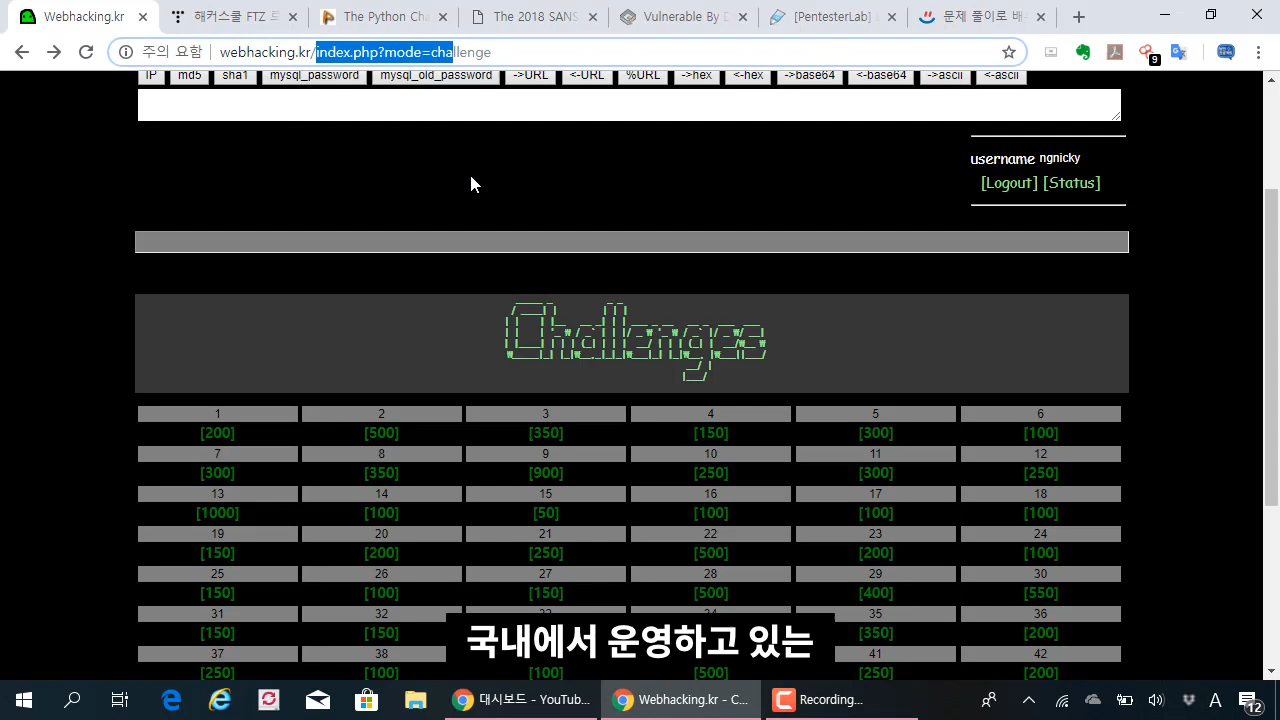 Webhacking.kr
해커스쿨 FTZ
The Python Cha
The 2018 SANS
Vulnerable By
[PentesterLab]
문제 풀이로 배
주의 요함 | webhacking.kr/index.php?mode=challenge
9
IP md5 sha1 mysql_password mysql_old_password ->URL <-URL %URL ->hex <-hex ->base64 <-base64 ->ascii <-ascii
username ngnicky
[Logout] [Status]
Challenges
1 2 3 4 5 6
[200] [500] [350] [150] [300] [100]
7 8 9 10 11 12
[300] [350] [900] [250] [300] [250]
13 14 15 16 17 18
[1000] [100] [50] [100] [100] [100]
19 20 21 22 23 24
[150] [200] [250] [500] [200] [100]
25 26 27 28 29 30
[150] [100] [150] [500] [400] [550]
31 32 35 36
[150] [150] [350] [200]
국내에서 운영하고 있는
37 38 41 42
[250] [100] [100] [500] [250] [200]
대시보드 - YouTub...
Webhacking.kr - C...
Recording...
A
12